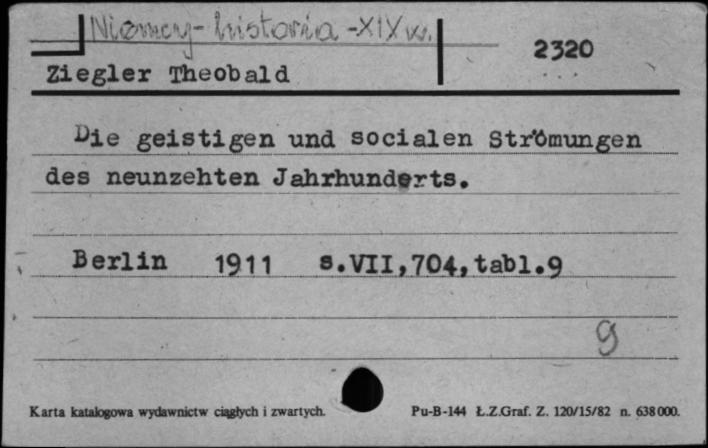 Niemcy - historia - XIX w.
2320
Ziegler Theobald
Die geistigen und socialen Strömungen
des neunzehten Jahrhunderts.
Berlin 1911 s.VII,704,tabl.9
9
Karta katalogowa wydawnictw ciągłych i zwartych. Pu-B-144 Ł.Z.Graf. Z. 120/15/82 n. 638000.